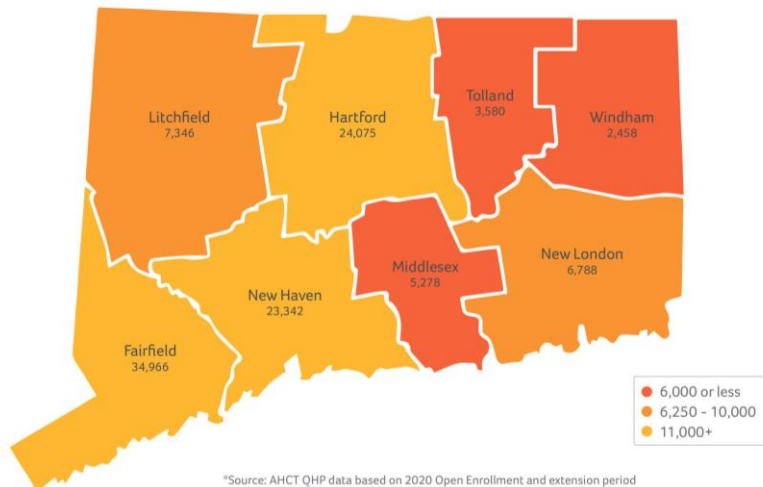 Litchfield
7,346
Hartford
24,075
Tolland
3,580
Windham
2,458
Fairfield
34,966
New Haven
23,342
Middlesex
5,278
New London
6,788
6,000 or less
6,250 - 10,000
11,000+
*Source: AHCT QHP data based on 2020 Open Enrollment and extension period